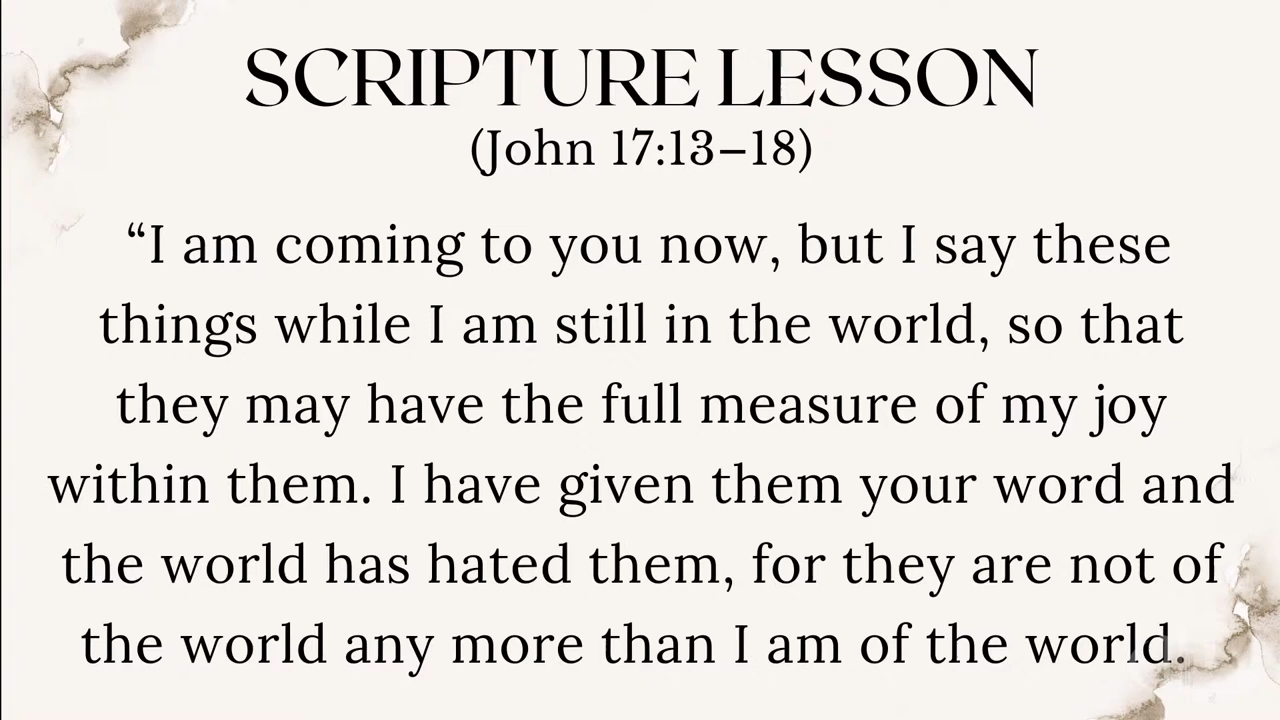 SCRIPTURE LESSON
(John 17:13–18)
“I am coming to you now, but I say these
things while I am still in the world, so that
they may have the full measure of my joy
within them. I have given them your word and
the world has hated them, for they are not of
the world any more than I am of the world.